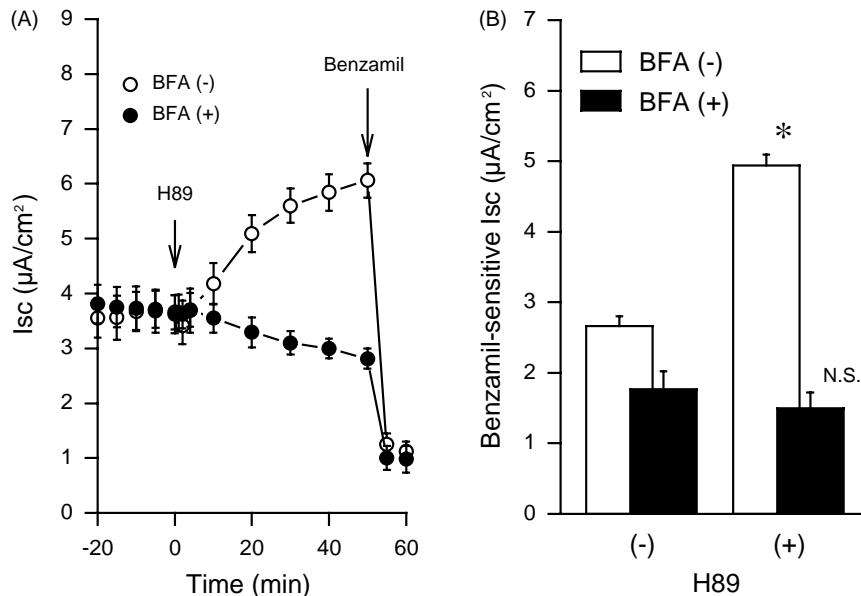 (A)
9
8
7
6
5
4
3
2
1
0
Isc (µA/cm²)
BFA (-)
BFA (+)
H89
Benzamil
-20 0 20 40 60
Time (min)
(B)
7
6
5
4
3
2
1
0
Benzamil-sensitive Isc (µA/cm²)
BFA (-)
BFA (+)
*
N.S.
(-) (+)
H89